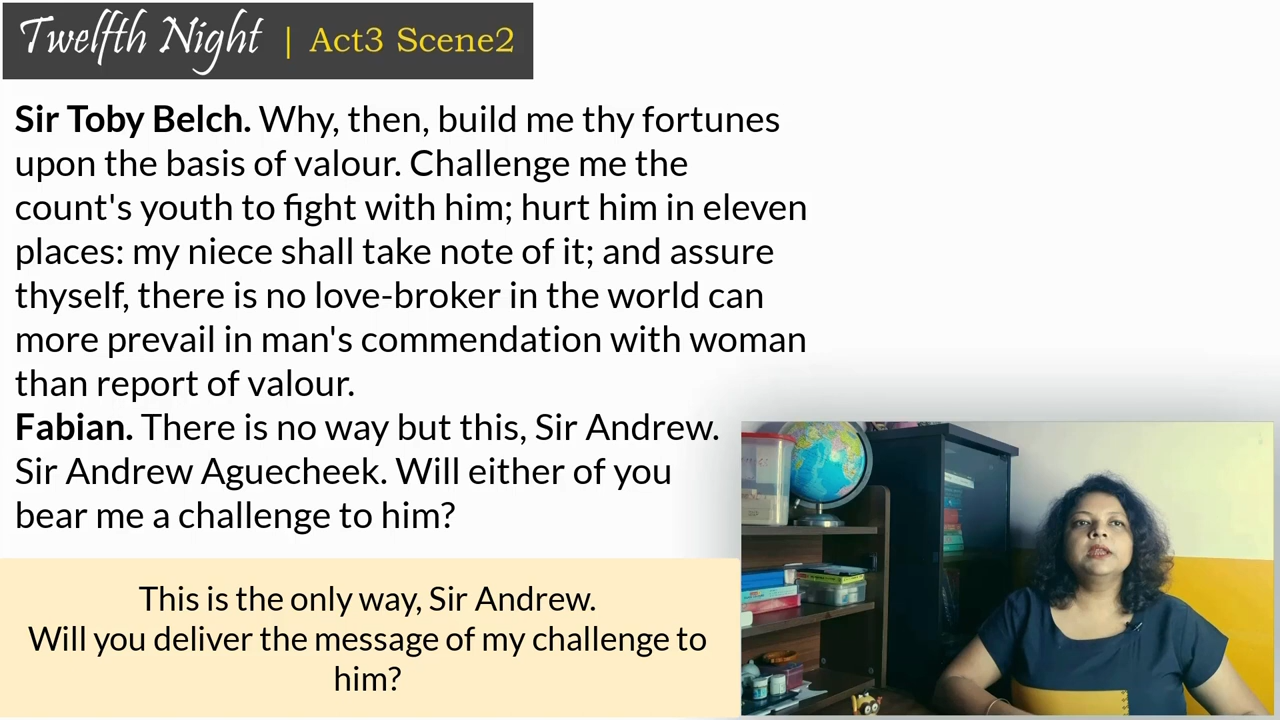 Twelfth Night | Act3 Scene2
Sir Toby Belch. Why, then, build me thy fortunes
upon the basis of valour. Challenge me the
count's youth to fight with him; hurt him in eleven
places: my niece shall take note of it; and assure
thyself, there is no love-broker in the world can
more prevail in man's commendation with woman
than report of valour.
Fabian. There is no way but this, Sir Andrew.
Sir Andrew Aguecheek. Will either of you
bear me a challenge to him?
This is the only way, Sir Andrew.
Will you deliver the message of my challenge to
him?